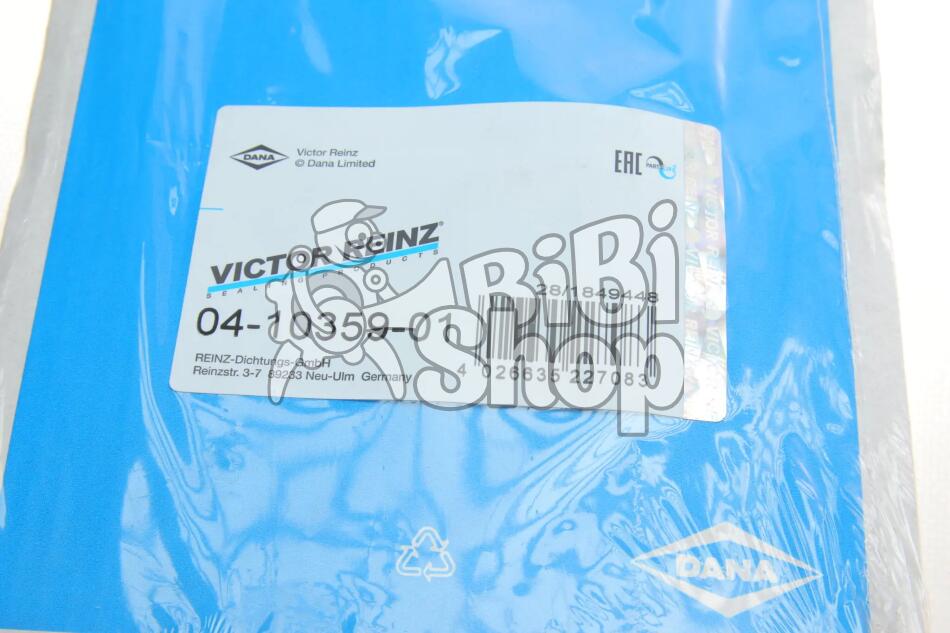 DANA
Victor Reinz
© Dana Limited
EAC
VICTOR REINZ®
SEALING PRODUCTS
28/1849448
04-10359-01
REINZ-Dichtungs-GmbH
Reinzstr. 3-7 89233 Neu-Ulm Germany
4 026635 227083
BiBi
Shop
DANA